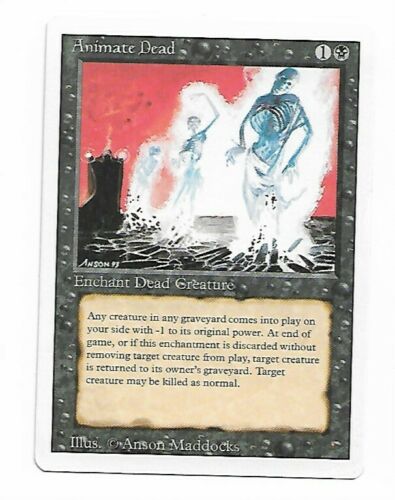 Animate Dead 1
ANSON 93
Enchant Dead Creature
Any creature in any graveyard comes into play on
your side with -1 to its original power. At end of
game, or if this enchantment is discarded without
removing target creature from play, target creature
is returned to its owner's graveyard. Target
creature may be killed as normal.
Illus. © Anson Maddocks